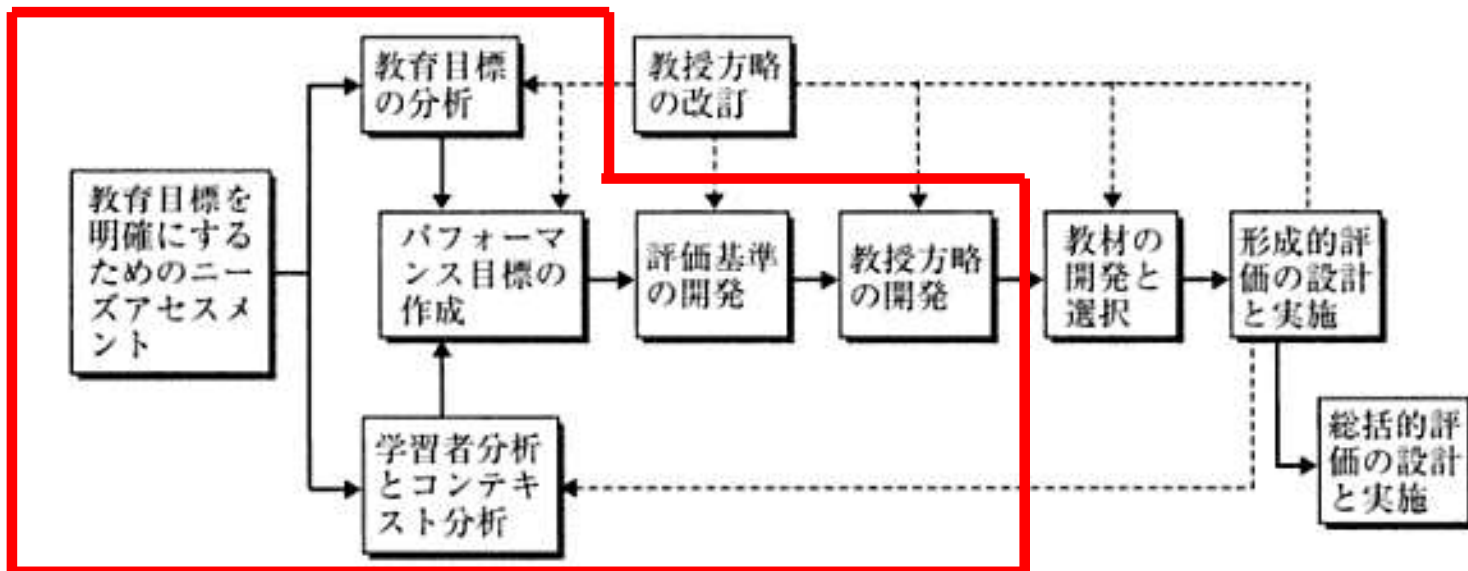 教育目標を
明確にする
ためのニー
ズアセスメ
ント
教育目標
の分析
学習者分析
とコンテキ
スト分析
パフォーマ
ンス目標の
作成
教授方略
の改訂
評価基準
の開発
教授方略
の開発
教材の
開発と
選択
形成的評
価の設計
と実施
総括的評
価の設計
と実施